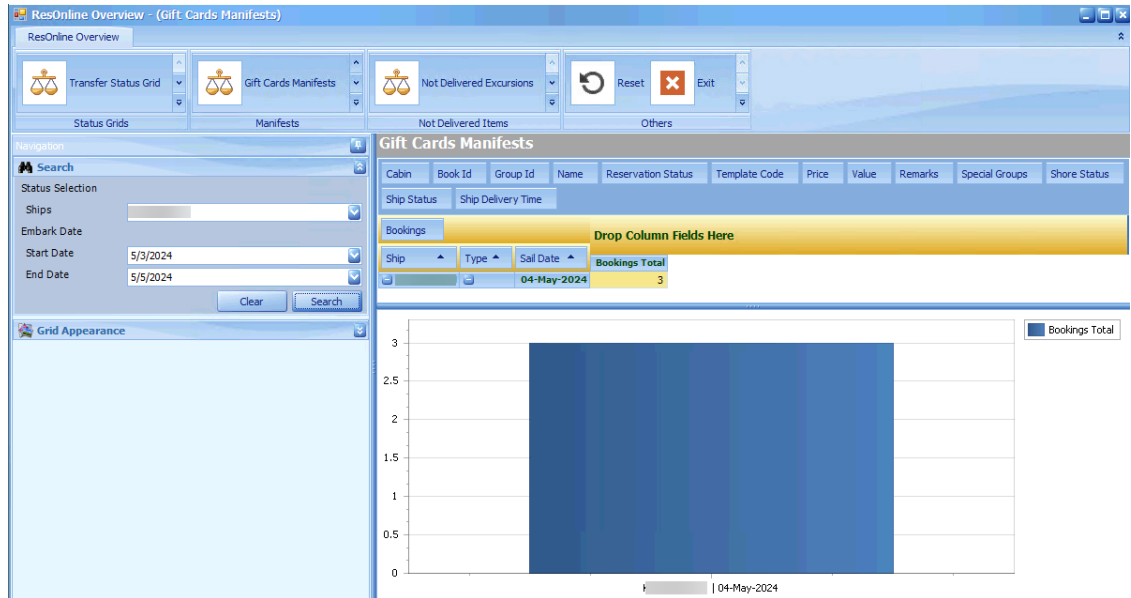 ResOnline Overview - (Gift Cards Manifests)
ResOnline Overview
Transfer Status Grid
Gift Cards Manifests
Not Delivered Excursions
Reset
Exit
Status Grids
Manifests
Not Delivered Items
Others
Navigation
Search
Status Selection
Ships
Embark Date
Start Date 5/3/2024
End Date 5/5/2024
Clear Search
Grid Appearance
Gift Cards Manifests
Cabin Book Id Group Id Name Reservation Status Template Code Price Value Remarks Special Groups Shore Status
Ship Status Ship Delivery Time
Bookings
Drop Column Fields Here
Ship Type Sail Date Bookings Total
04-May-2024 3
Bookings Total
3
2.5
2
1.5
1
0.5
0
| 04-May-2024